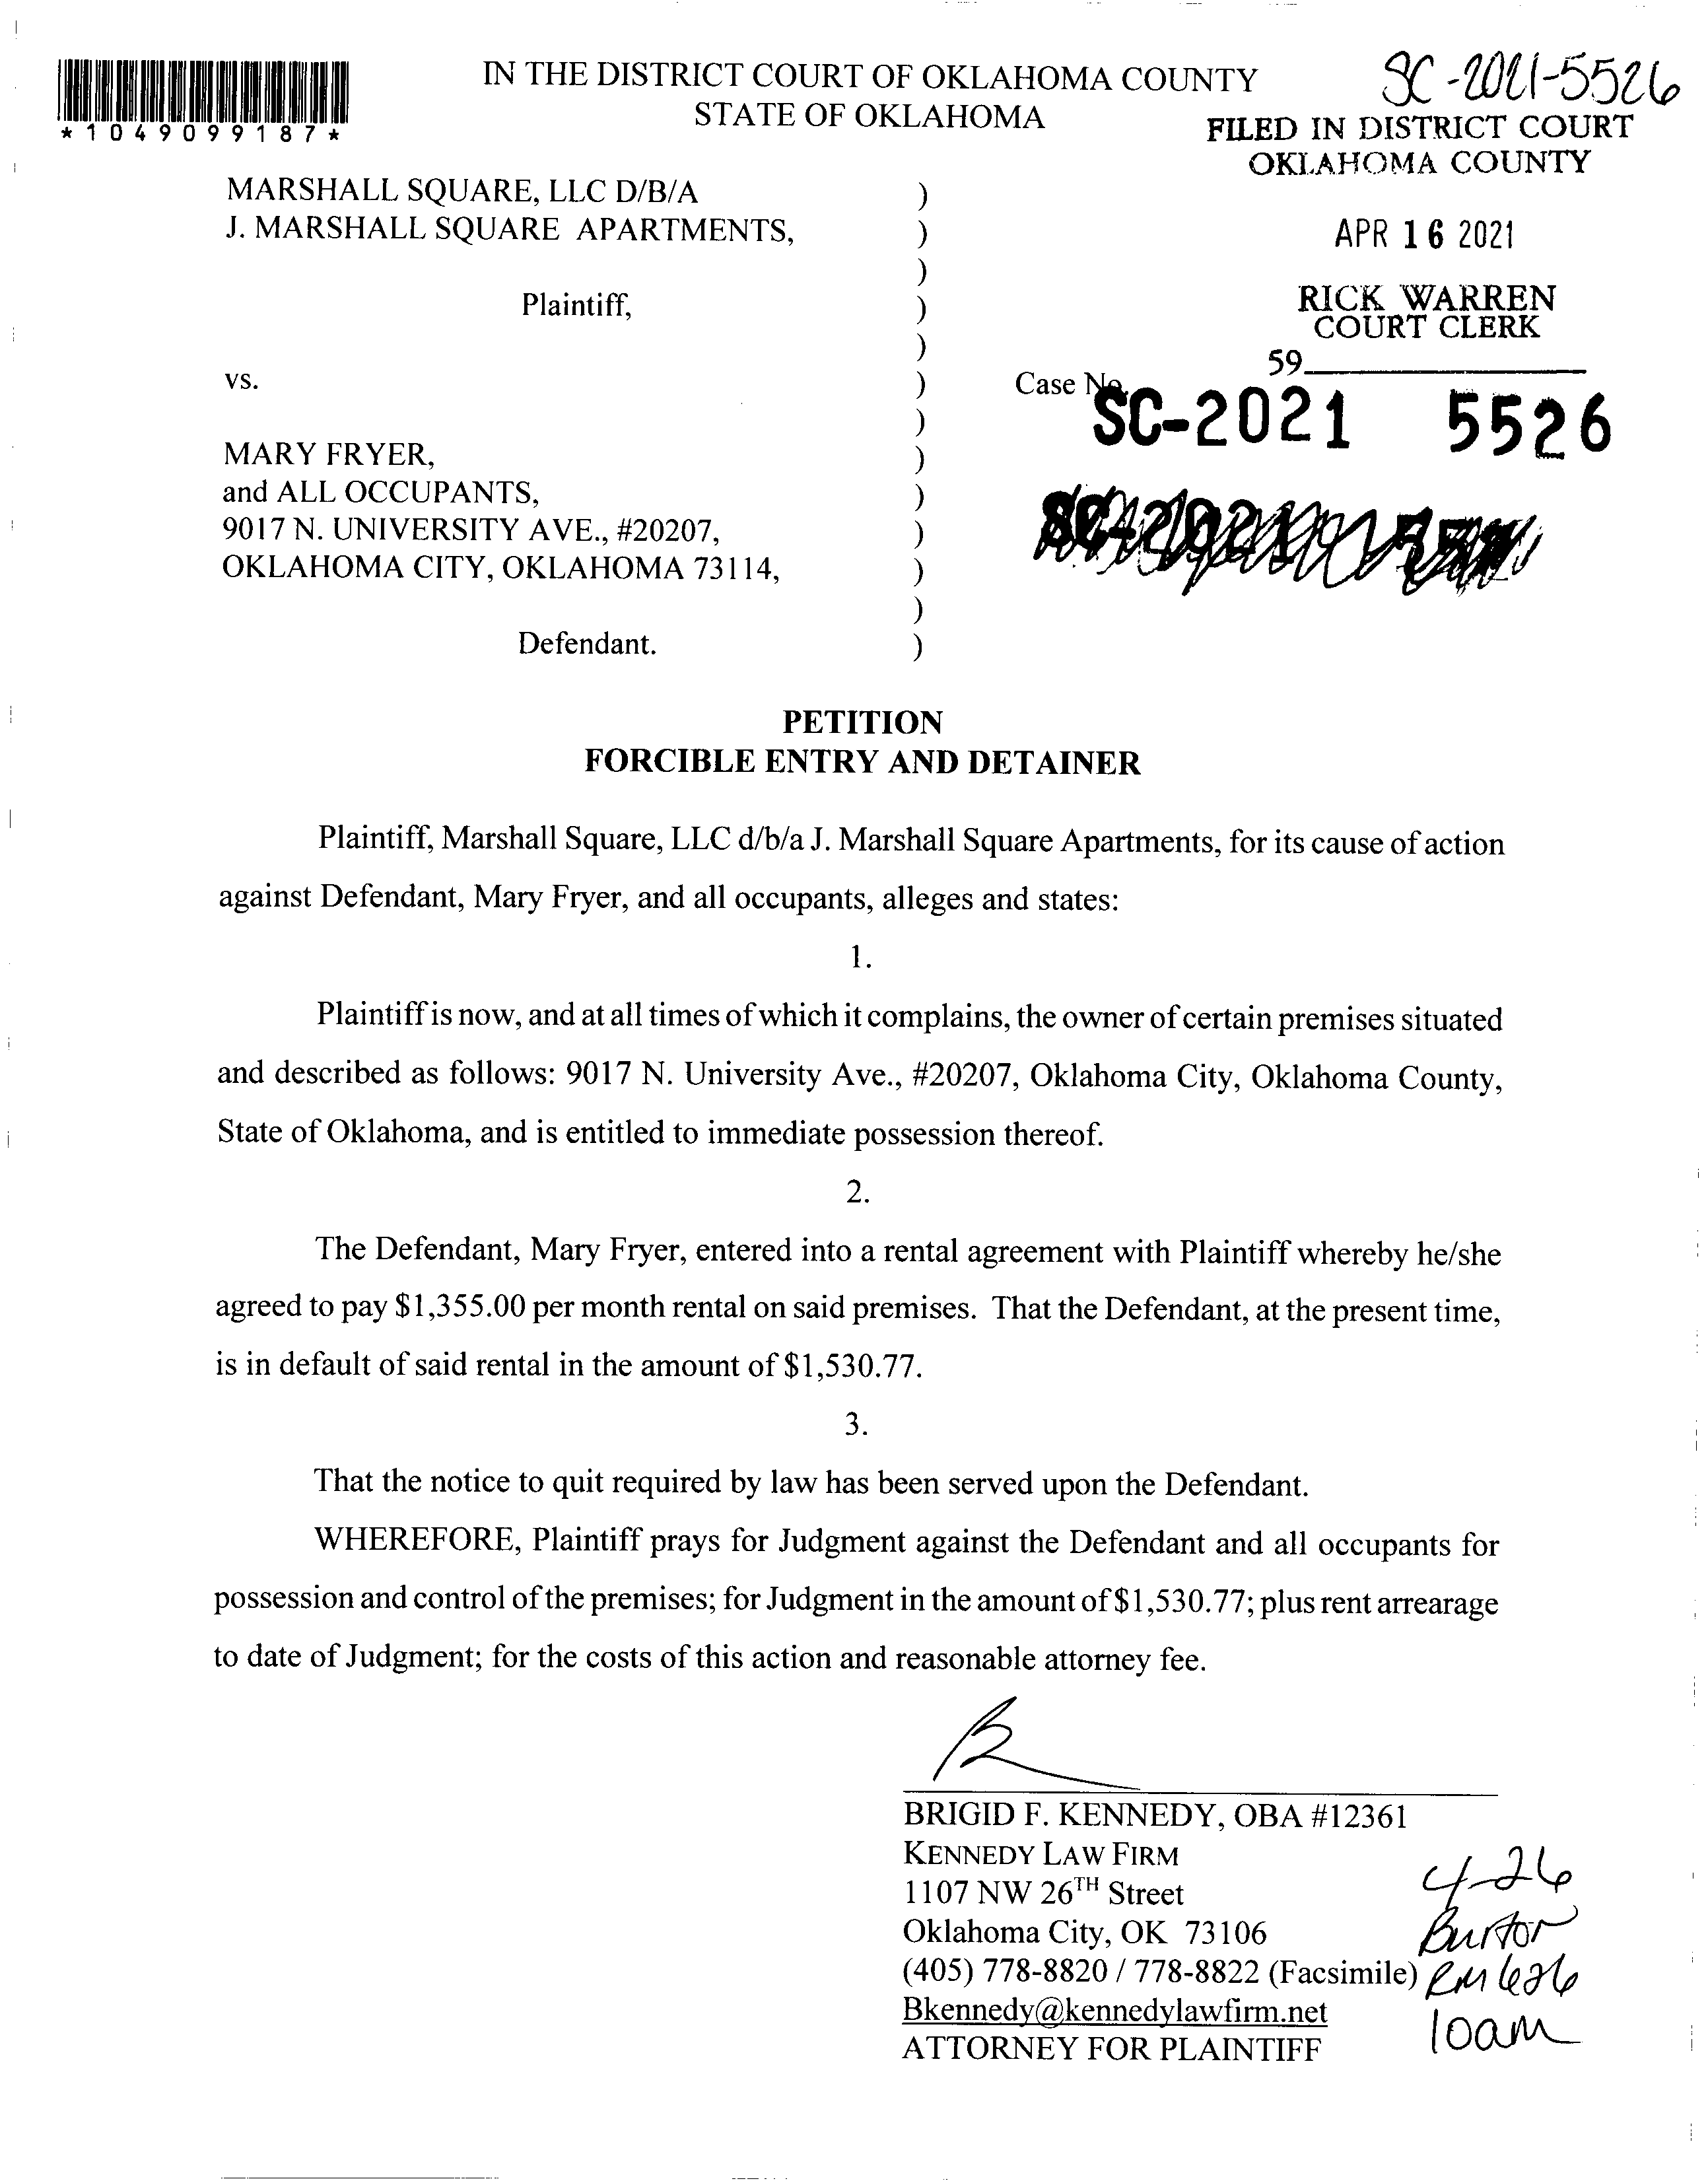 SC-2021-5526
IN THE DISTRICT COURT OF OKLAHOMA COUNTY
STATE OF OKLAHOMA
*1049099187*
FILED IN DISTRICT COURT
OKLAHOMA COUNTY
APR 16 2021
RICK WARREN
COURT CLERK
59
MARSHALL SQUARE, LLC D/B/A )
J. MARSHALL SQUARE APARTMENTS, )
)
Plaintiff, )
)
vs. ) Case No.
SC-2021 5526
)
MARY FRYER, )
and ALL OCCUPANTS, )
9017 N. UNIVERSITY AVE., #20207, )
OKLAHOMA CITY, OKLAHOMA 73114, )
)
Defendant. )
PETITION
FORCIBLE ENTRY AND DETAINER
Plaintiff, Marshall Square, LLC d/b/a J. Marshall Square Apartments, for its cause of action
against Defendant, Mary Fryer, and all occupants, alleges and states:
1.
Plaintiff is now, and at all times of which it complains, the owner of certain premises situated
and described as follows: 9017 N. University Ave., #20207, Oklahoma City, Oklahoma County,
State of Oklahoma, and is entitled to immediate possession thereof.
2.
The Defendant, Mary Fryer, entered into a rental agreement with Plaintiff whereby he/she
agreed to pay $1,355.00 per month rental on said premises. That the Defendant, at the present time,
is in default of said rental in the amount of $1,530.77.
3.
That the notice to quit required by law has been served upon the Defendant.
WHEREFORE, Plaintiff prays for Judgment against the Defendant and all occupants for
possession and control of the premises; for Judgment in the amount of $1,530.77; plus rent arrearage
to date of Judgment; for the costs of this action and reasonable attorney fee.
BRIGID F. KENNEDY, OBA #12361
KENNEDY LAW FIRM
1107 NW 26TH Street
Oklahoma City, OK 73106
(405) 778-8820 / 778-8822 (Facsimile)
Bkennedy@kennedylawfirm.net
ATTORNEY FOR PLAINTIFF
4-26
Burton
RM 626
10am